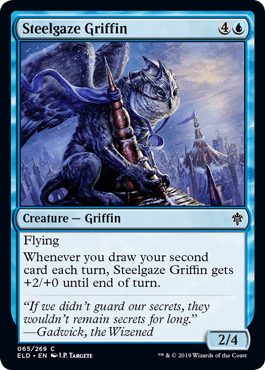 Steelgaze Griffin 4
Creature — Griffin
Flying
Whenever you draw your second
card each turn, Steelgaze Griffin gets
+2/+0 until end of turn.
“If we didn’t guard our secrets, they
wouldn’t remain secrets for long.”
—Gadwick, the Wizened
2/4
065/269 C
ELD • EN J.P. Targete
™ & © 2019 Wizards of the Coast